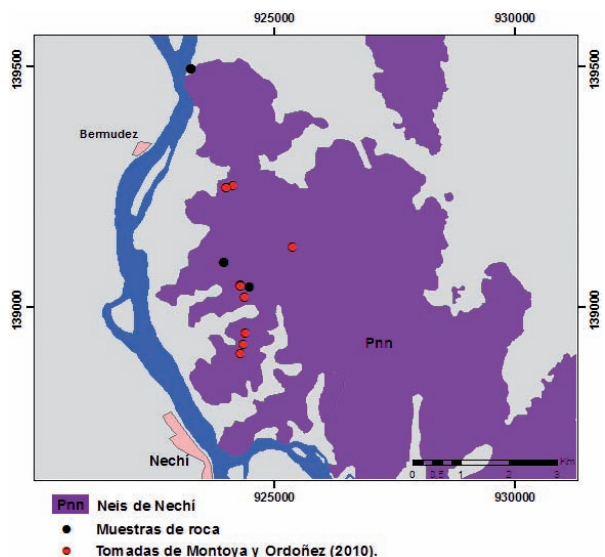 925000 930000
139500 139500
Bermudez
139000 139000
Pnn
Nechí
0 0,5 1 2 3
Km
925000 930000
Pnn Neis de Nechí
Muestras de roca
Tomadas de Montoya y Ordoñez (2010).